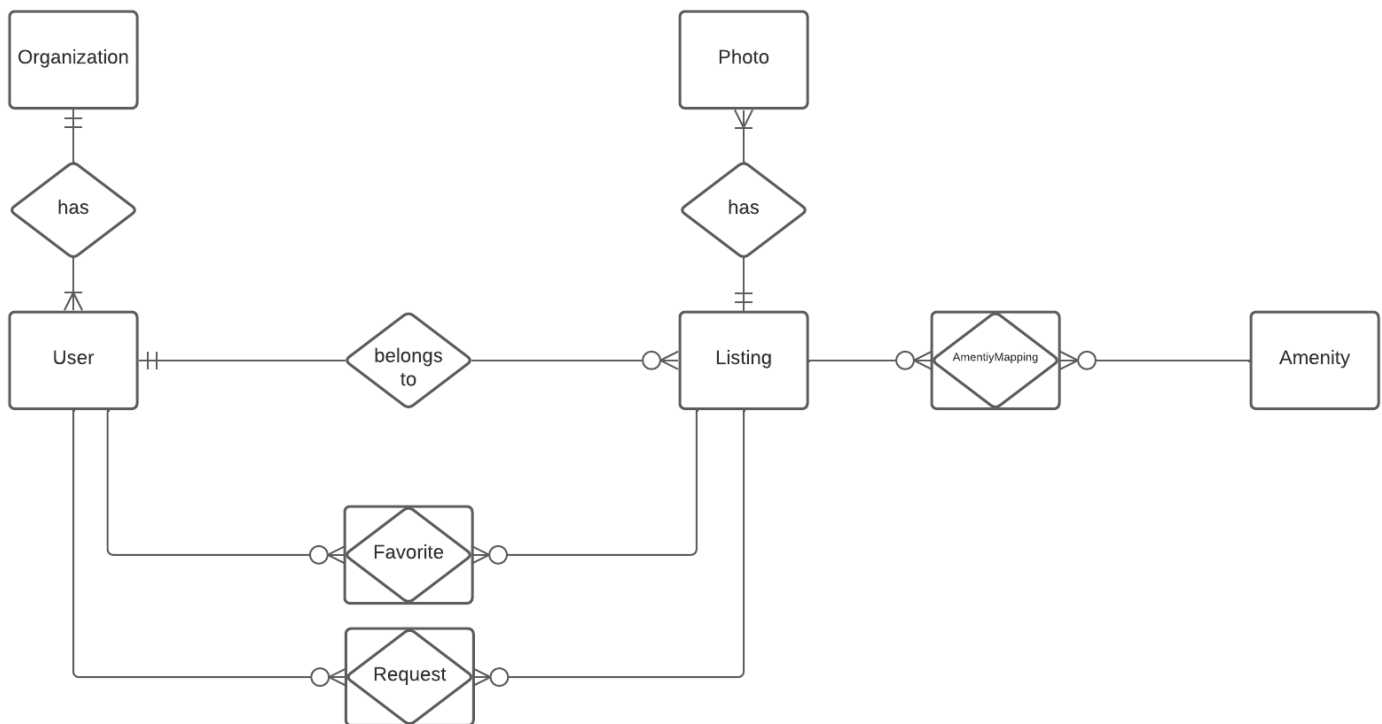 Organization
Photo
has
has
User
belongs
to
Listing
AmentiyMapping
Amenity
Favorite
Request